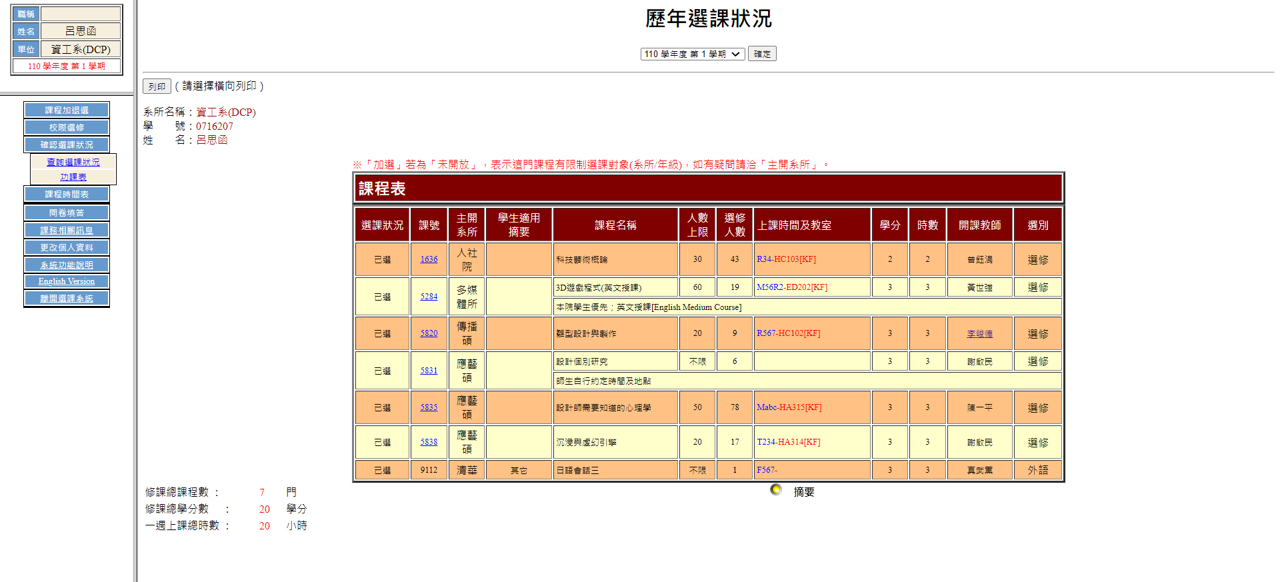 職稱
姓名 呂思函
單位 資工系(DCP)
110 學年度 第 1 學期
課程加退選
校際選修
確認選課狀況
查詢選課狀況
功課表
課程時間表
問卷填答
課務相關訊息
更改個人資料
系統功能說明
English Version
離開選課系統
歷年選課狀況
110 學年度 第 1 學期 確定
列印 ( 請選擇橫向列印 )
系所名稱：資工系(DCP)
學　　號：0716207
姓　　名：呂思函
※「加選」若為「未開放」，表示這門課程有限制選課對象(系所/年級)，如有疑問請洽「主開系所」。
課程表
選課狀況 課號 主開系所 學生適用摘要 課程名稱 人數上限 選修人數 上課時間及教室 學分 時數 開課教師 選別
已選 1636 人社院 科技藝術概論 30 43 R34-HC103[KF] 2 2 選修
已選 5284 多媒體所 3D遊戲程式(英文授課) 60 19 M56R2-ED202[KF] 3 3 黃世強 選修
本院學生優先；英文授課[English Medium Course]
已選 5820 傳播碩 雛型設計與製作 20 9 R567-HC102[KF] 3 3 李峻德 選修
已選 5831 應藝碩 設計個別研究 不限 6 3 3 謝啟民 選修
師生自行約定時間及地點
已選 5835 應藝碩 設計師需要知道的心理學 50 78 Mabc-HA315[KF] 3 3 陳一平 選修
已選 5838 應藝碩 沉浸與虛幻引擎 20 17 T234-HA314[KF] 3 3 謝啟民 選修
已選 9112 清華 其它 日語會話三 不限 1 F567- 3 3 外語
摘要
修課總課程數 ： 7 門
修課總學分數 ： 20 學分
一週上課總時數 ： 20 小時